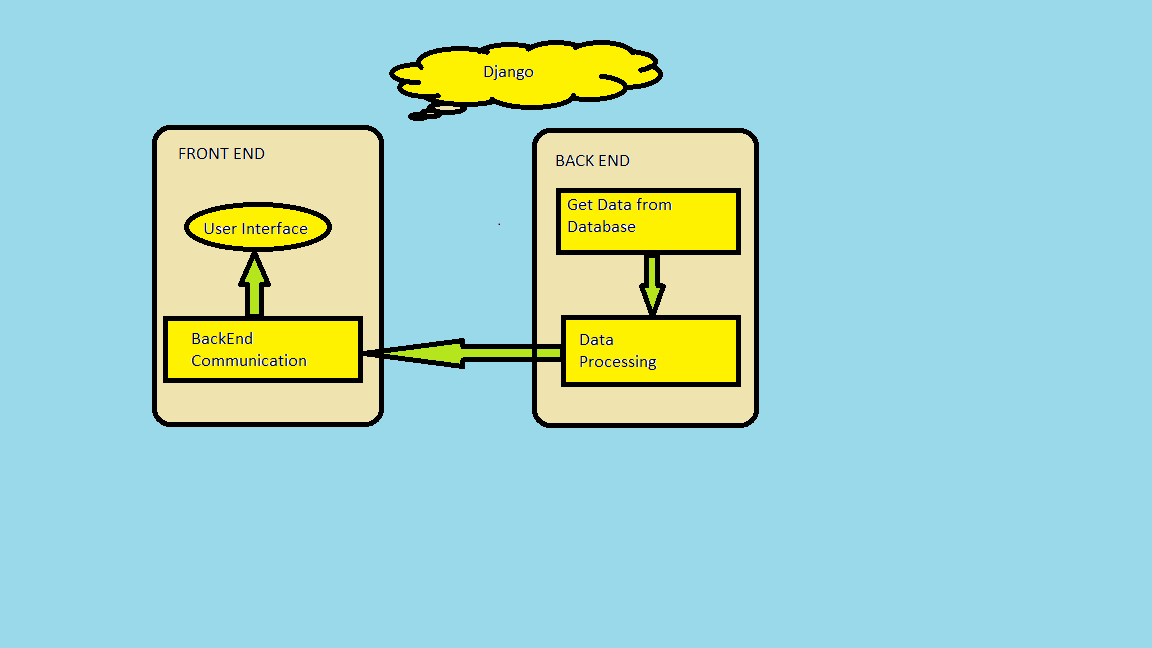 Django
FRONT END
User Interface
BackEnd
Communication
BACK END
Get Data from
Database
Data
Processing